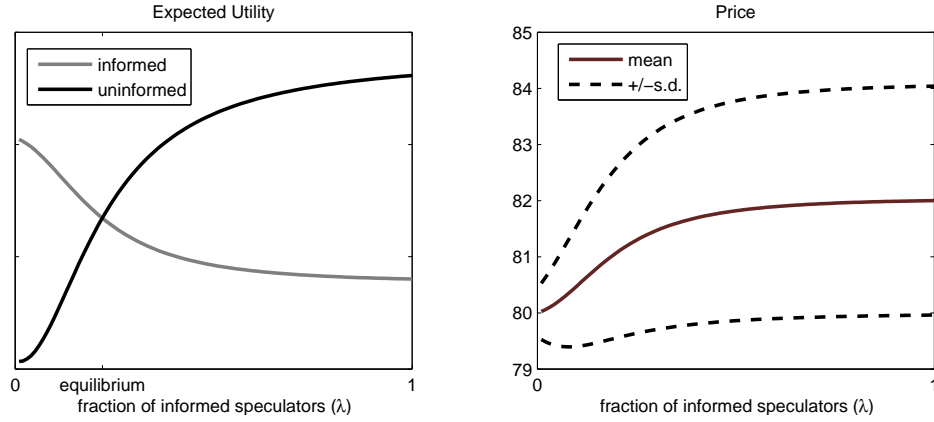 Expected Utility
informed
uninformed
0
equilibrium
1
fraction of informed speculators (λ)
Price
85
84
83
82
81
80
79
mean
+/−s.d.
0
1
fraction of informed speculators (λ)